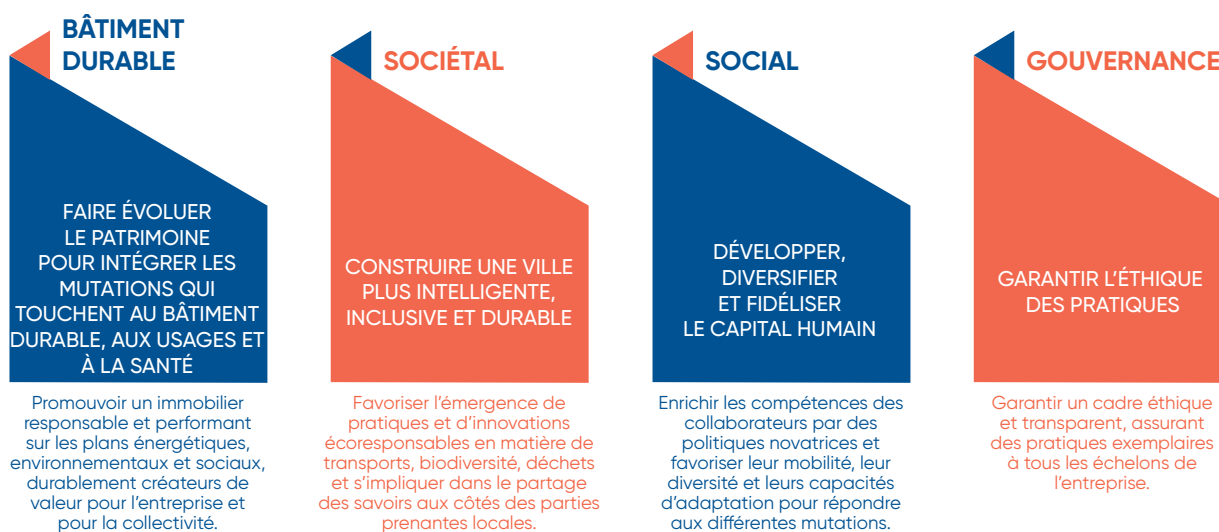 BÂTIMENT
DURABLE
FAIRE ÉVOLUER
LE PATRIMOINE
POUR INTÉGRER LES
MUTATIONS QUI
TOUCHENT AU BÂTIMENT
DURABLE, AUX USAGES ET
À LA SANTÉ
Promouvoir un immobilier
responsable et performant
sur les plans énergétiques,
environnementaux et sociaux,
durablement créateurs de
valeur pour l’entreprise et
pour la collectivité.
SOCIÉTAL
CONSTRUIRE UNE VILLE
PLUS INTELLIGENTE,
INCLUSIVE ET DURABLE
Favoriser l’émergence de
pratiques et d’innovations
écoresponsables en matière de
transports, biodiversité, déchets
et s’impliquer dans le partage
des savoirs aux côtés des parties
prenantes locales.
SOCIAL
DÉVELOPPER,
DIVERSIFIER
ET FIDÉLISER
LE CAPITAL HUMAIN
Enrichir les compétences des
collaborateurs par des
politiques novatrices et
favoriser leur mobilité, leur
diversité et leurs capacités
d’adaptation pour répondre
aux différentes mutations.
GOUVERNANCE
GARANTIR L’ÉTHIQUE
DES PRATIQUES
Garantir un cadre éthique
et transparent, assurant
des pratiques exemplaires
à tous les échelons de
l’entreprise.